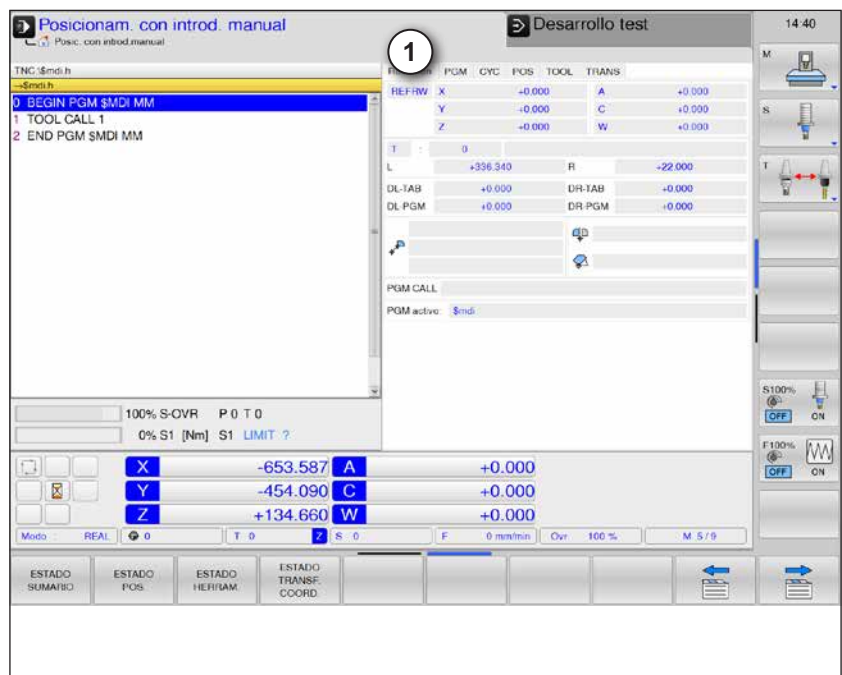 Posicionam. con introd. manual
Posic. con introd.manual
Desarrollo test
14:40
1
TNC:\$mdi.h
→$mdi.h
0 BEGIN PGM $MDI MM
1 TOOL CALL 1
2 END PGM $MDI MM
PGM CYC POS TOOL TRANS
REFRW X +0.000 A +0.000
Y +0.000 C +0.000
Z +0.000 W +0.000
T : 0
L +336.340 R +22.000
DL-TAB +0.000 DR-TAB +0.000
DL-PGM +0.000 DR-PGM +0.000
PGM CALL
PGM activo: $mdi
M
S
T
100% S-OVR P0 T0
0% S1 [Nm] S1 LIMIT ?
X -653.587 A +0.000
Y -454.090 C +0.000
Z +134.660 W +0.000
Modo : REAL 0 T 0 Z S 0 F 0 mm/min Ovr 100 % M 5/9
S100%
OFF ON
F100%
OFF ON
ESTADO SUMARIO
ESTADO POS.
ESTADO HERRAM.
ESTADO TRANSF. COORD.